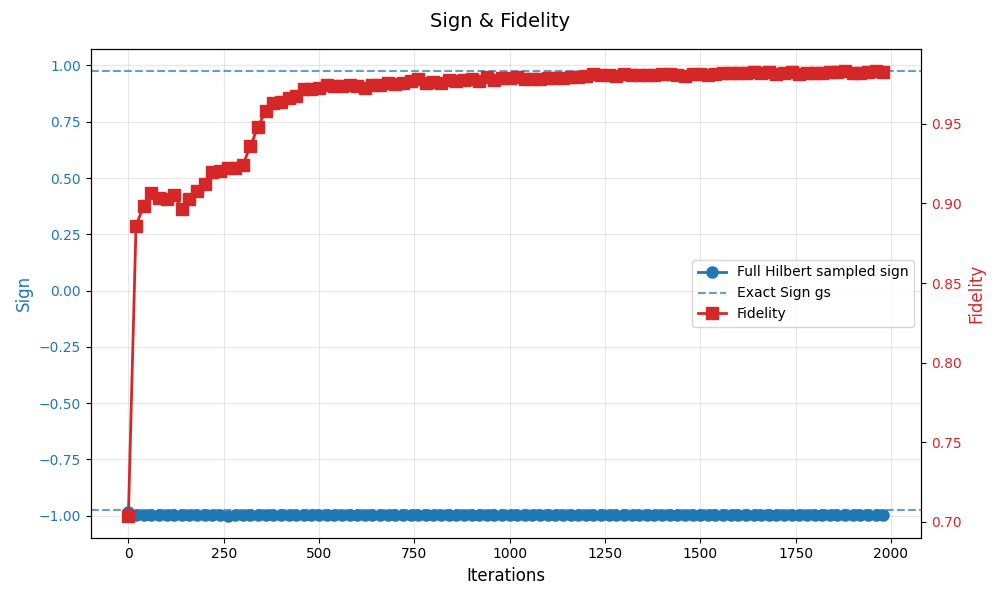 Sign & Fidelity
1.00
0.75
0.50
0.25
0.00
−0.25
−0.50
−0.75
−1.00
Sign
0.95
0.90
0.85
0.80
0.75
0.70
Fidelity
Full Hilbert sampled sign
Exact Sign gs
Fidelity
0 250 500 750 1000 1250 1500 1750 2000
Iterations